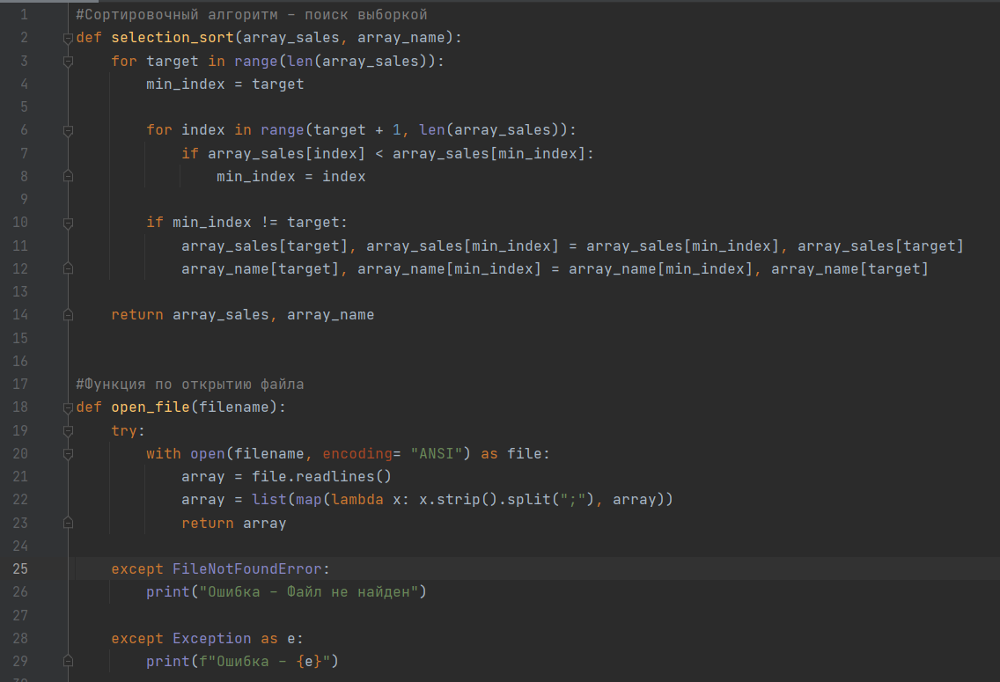 1 #Сортировочный алгоритм – поиск выборкой
2 def selection_sort(array_sales, array_name):
3     for target in range(len(array_sales)):
4         min_index = target
5
6         for index in range(target + 1, len(array_sales)):
7             if array_sales[index] < array_sales[min_index]:
8                 min_index = index
9
10         if min_index != target:
11             array_sales[target], array_sales[min_index] = array_sales[min_index], array_sales[target]
12             array_name[target], array_name[min_index] = array_name[min_index], array_name[target]
13
14     return array_sales, array_name
15
16
17 #Функция по открытию файла
18 def open_file(filename):
19     try:
20         with open(filename, encoding= "ANSI") as file:
21             array = file.readlines()
22             array = list(map(lambda x: x.strip().split(";"), array))
23             return array
24
25     except FileNotFoundError:
26         print("Ошибка – Файл не найден")
27
28     except Exception as e:
29         print(f"Ошибка – {e}")